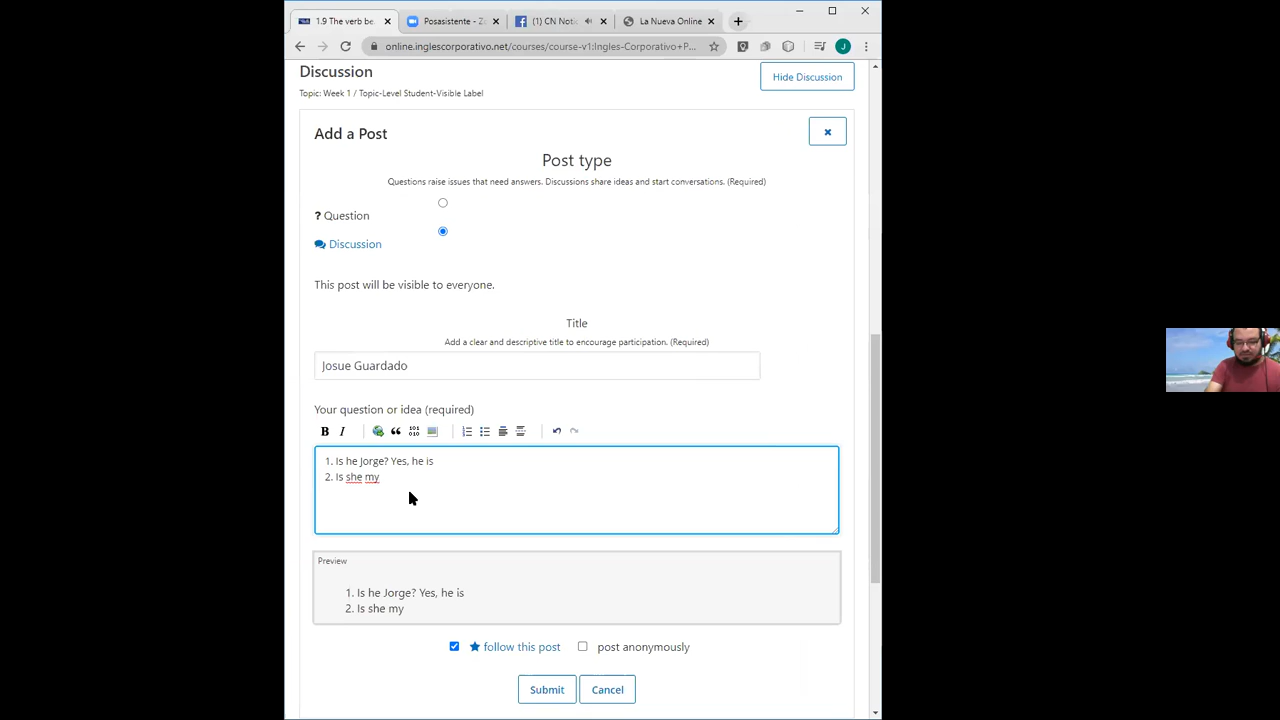 1.9 The verb be.
Posasistente - Zo
(1) CN Notic
La Nueva Online
online.inglescorporativo.net/courses/course-v1:Ingles-Corporativo+P...
J
Discussion
Hide Discussion
Topic: Week 1 / Topic-Level Student-Visible Label
Add a Post
Post type
Questions raise issues that need answers. Discussions share ideas and start conversations. (Required)
? Question
Discussion
This post will be visible to everyone.
Title
Add a clear and descriptive title to encourage participation. (Required)
Josue Guardado
Your question or idea (required)
B I
1. Is he Jorge? Yes, he is
2. Is she my
Preview
1. Is he Jorge? Yes, he is
2. Is she my
follow this post
post anonymously
Submit
Cancel